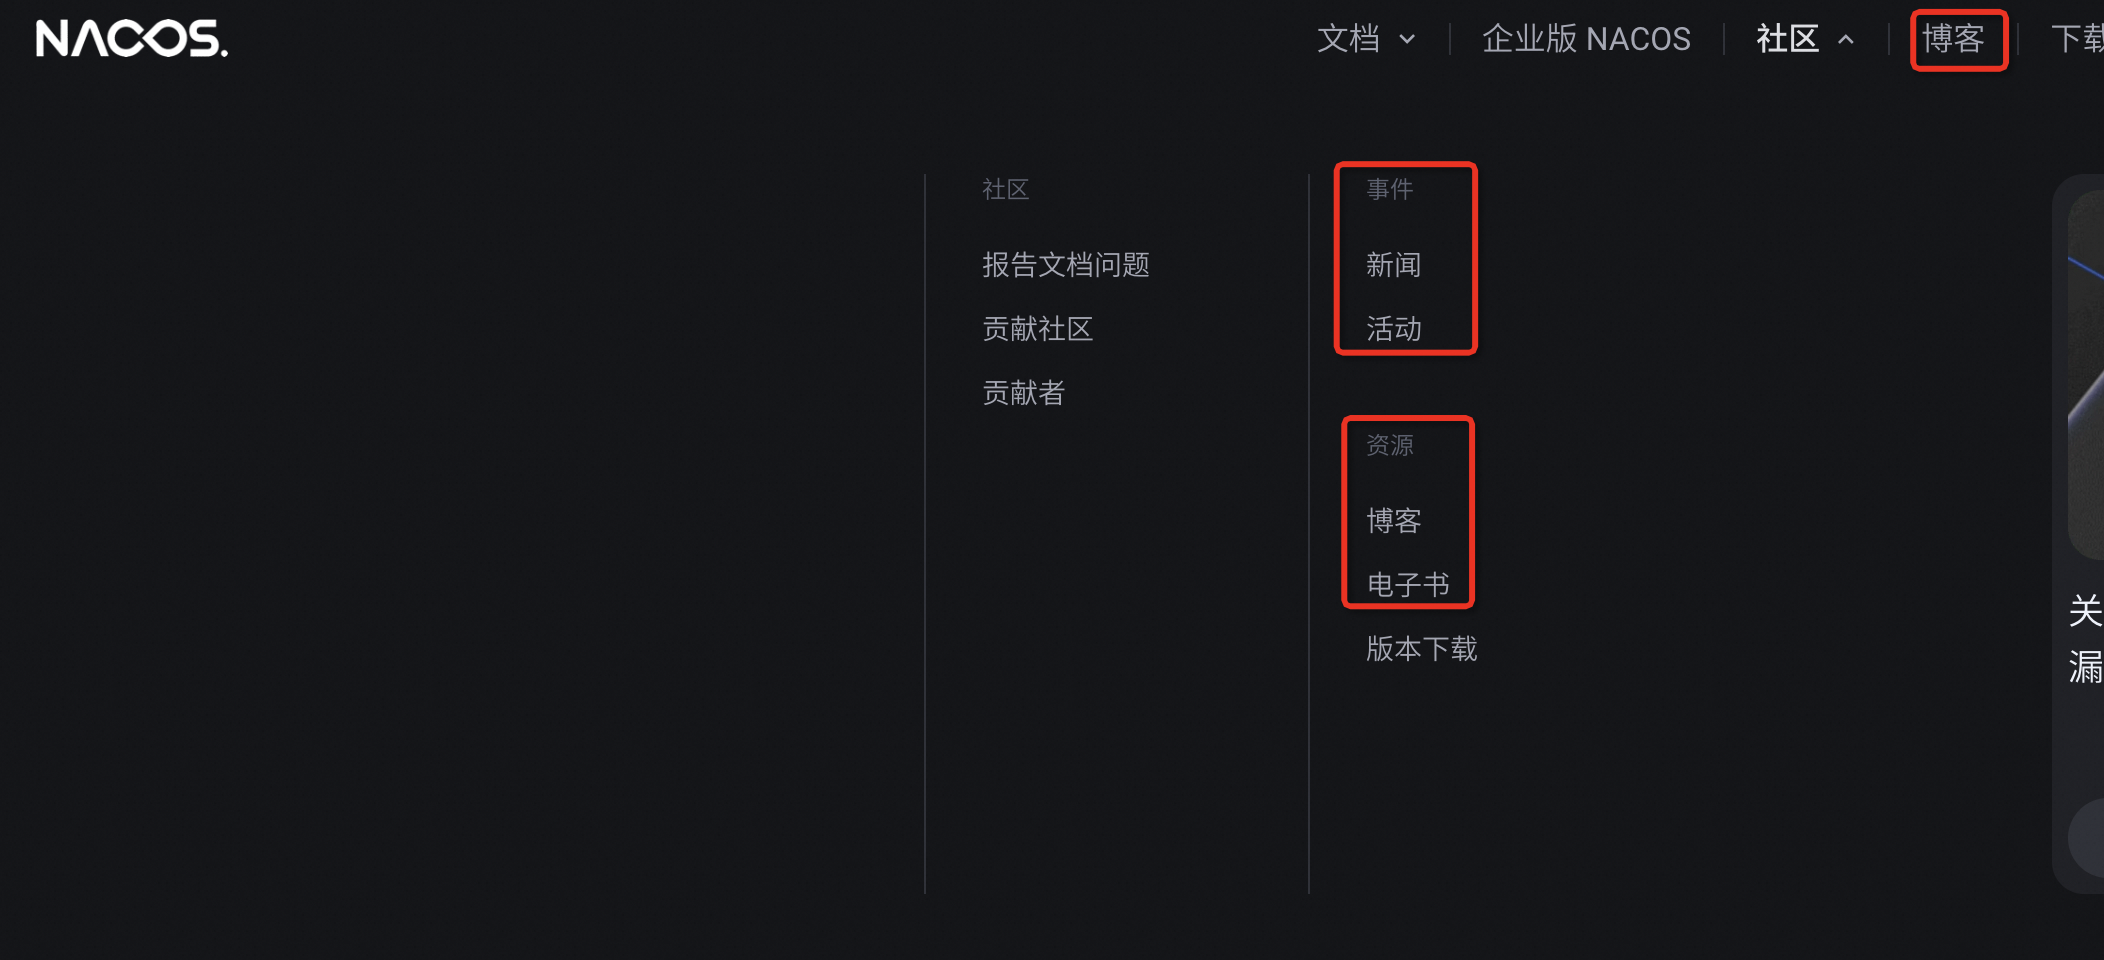 NACOS.
文档
企业版 NACOS
社区
博客
下载
社区
报告文档问题
贡献社区
贡献者
事件
新闻
活动
资源
博客
电子书
版本下载
关
漏